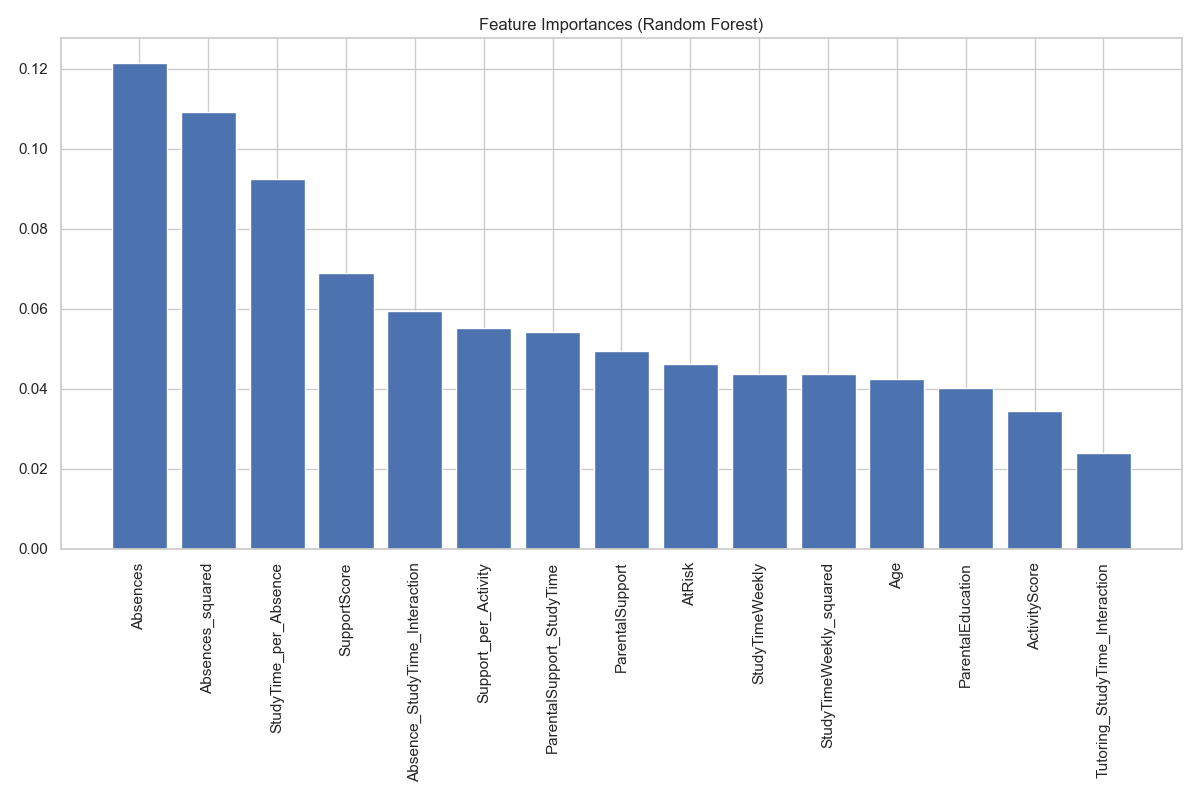 Feature Importances (Random Forest)
0.12
0.10
0.08
0.06
0.04
0.02
0.00
Absences
Absences_squared
StudyTime_per_Absence
SupportScore
Absence_StudyTime_Interaction
Support_per_Activity
ParentalSupport_StudyTime
ParentalSupport
AtRisk
StudyTimeWeekly
StudyTimeWeekly_squared
Age
ParentalEducation
ActivityScore
Tutoring_StudyTime_Interaction